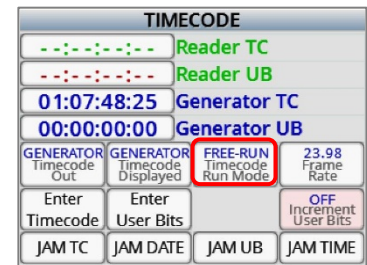 TIMECODE
--:--:--:-- Reader TC
--:--:--:-- Reader UB
01:07:48:25 Generator TC
00:00:00:00 Generator UB
GENERATOR GENERATOR FREE-RUN 23.98
Timecode Timecode Timecode Frame
Out Displayed Run Mode Rate
Enter Enter OFF
Timecode User Bits Increment
User Bits
JAM TC JAM DATE JAM UB JAM TIME